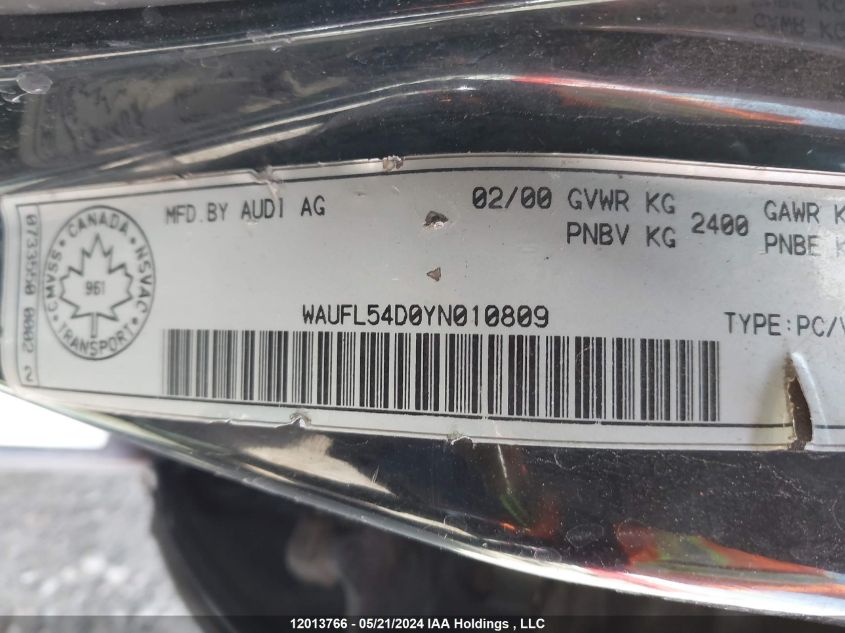 MFD.BY AUDI AG
02/00 GVWR KG 2400 GAWR K
PNBV KG PNBE K
CANADA
CMVSS NSVAC
961
TRANSPORT
WAUFL54D0YN010809
TYPE:PC/V
12013766 - 05/21/2024 IAA Holdings , LLC